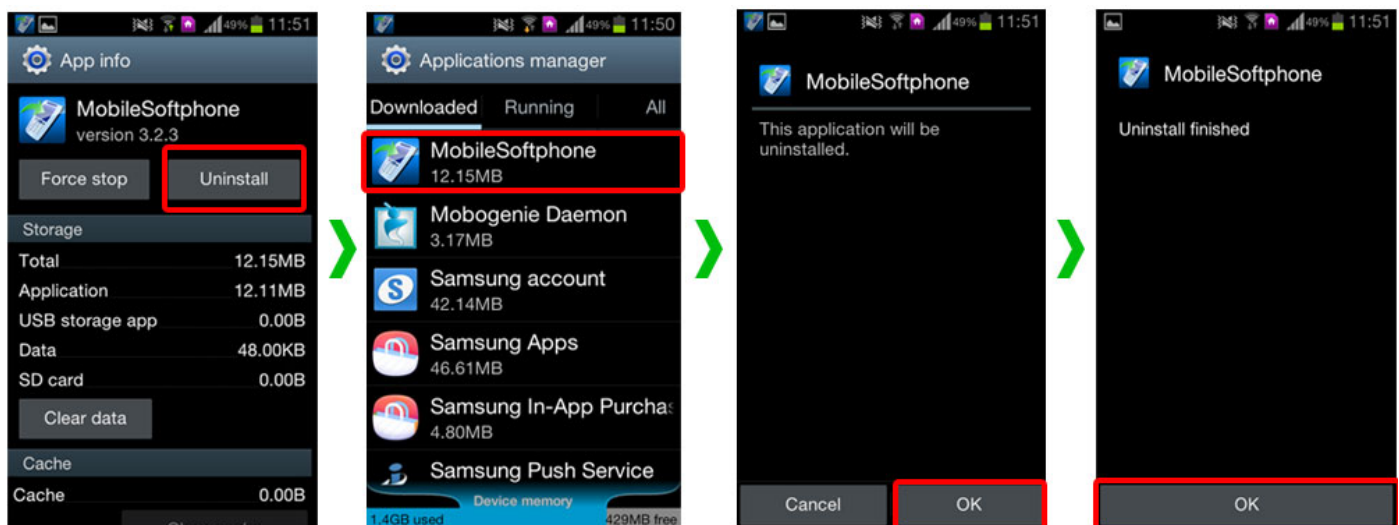 49% 11:51
App info
MobileSoftphone
version 3.2.3
Force stop
Uninstall
Storage
Total 12.15MB
Application 12.11MB
USB storage app 0.00B
Data 48.00KB
SD card 0.00B
Clear data
Cache
Cache 0.00B
49% 11:50
Applications manager
Downloaded Running All
MobileSoftphone
12.15MB
Mobogenie Daemon
3.17MB
Samsung account
42.14MB
Samsung Apps
46.61MB
Samsung In-App Purchas
4.80MB
Samsung Push Service
Device memory
1.4GB used 429MB free
49% 11:51
MobileSoftphone
This application will be
uninstalled.
Cancel OK
49% 11:51
MobileSoftphone
Uninstall finished
OK